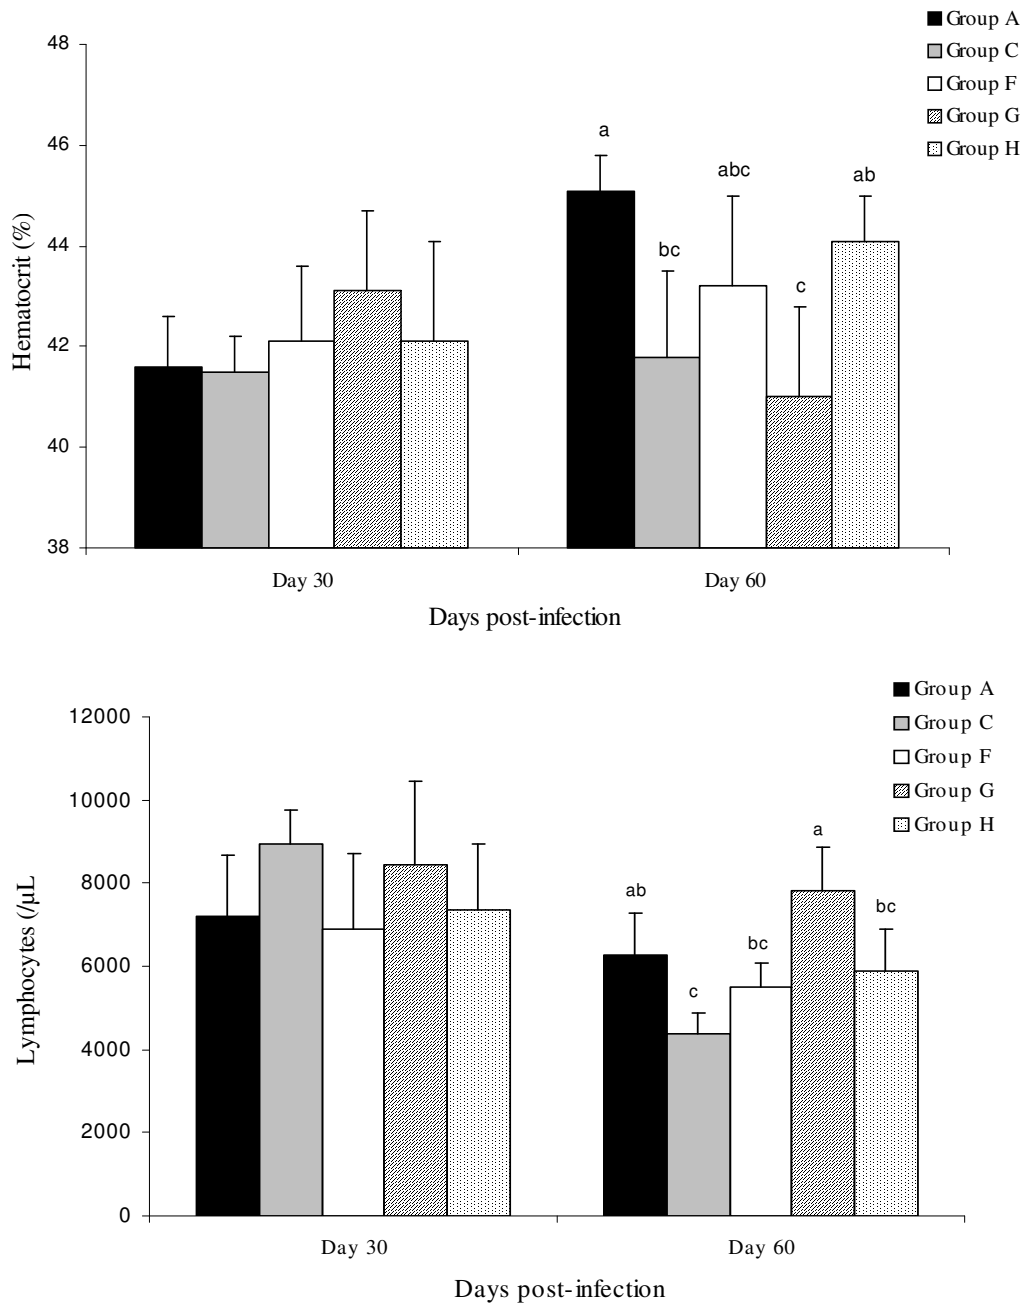 Group A
Group C
Group F
Group G
Group H
48
46
44
42
40
38
Hematocrit (%)
a
bc
abc
c
ab
Day 30
Day 60
Days post-infection
Group A
Group C
Group F
Group G
Group H
12000
10000
8000
6000
4000
2000
0
Lymphocytes (/µL
ab
c
bc
a
bc
Day 30
Day 60
Days post-infection